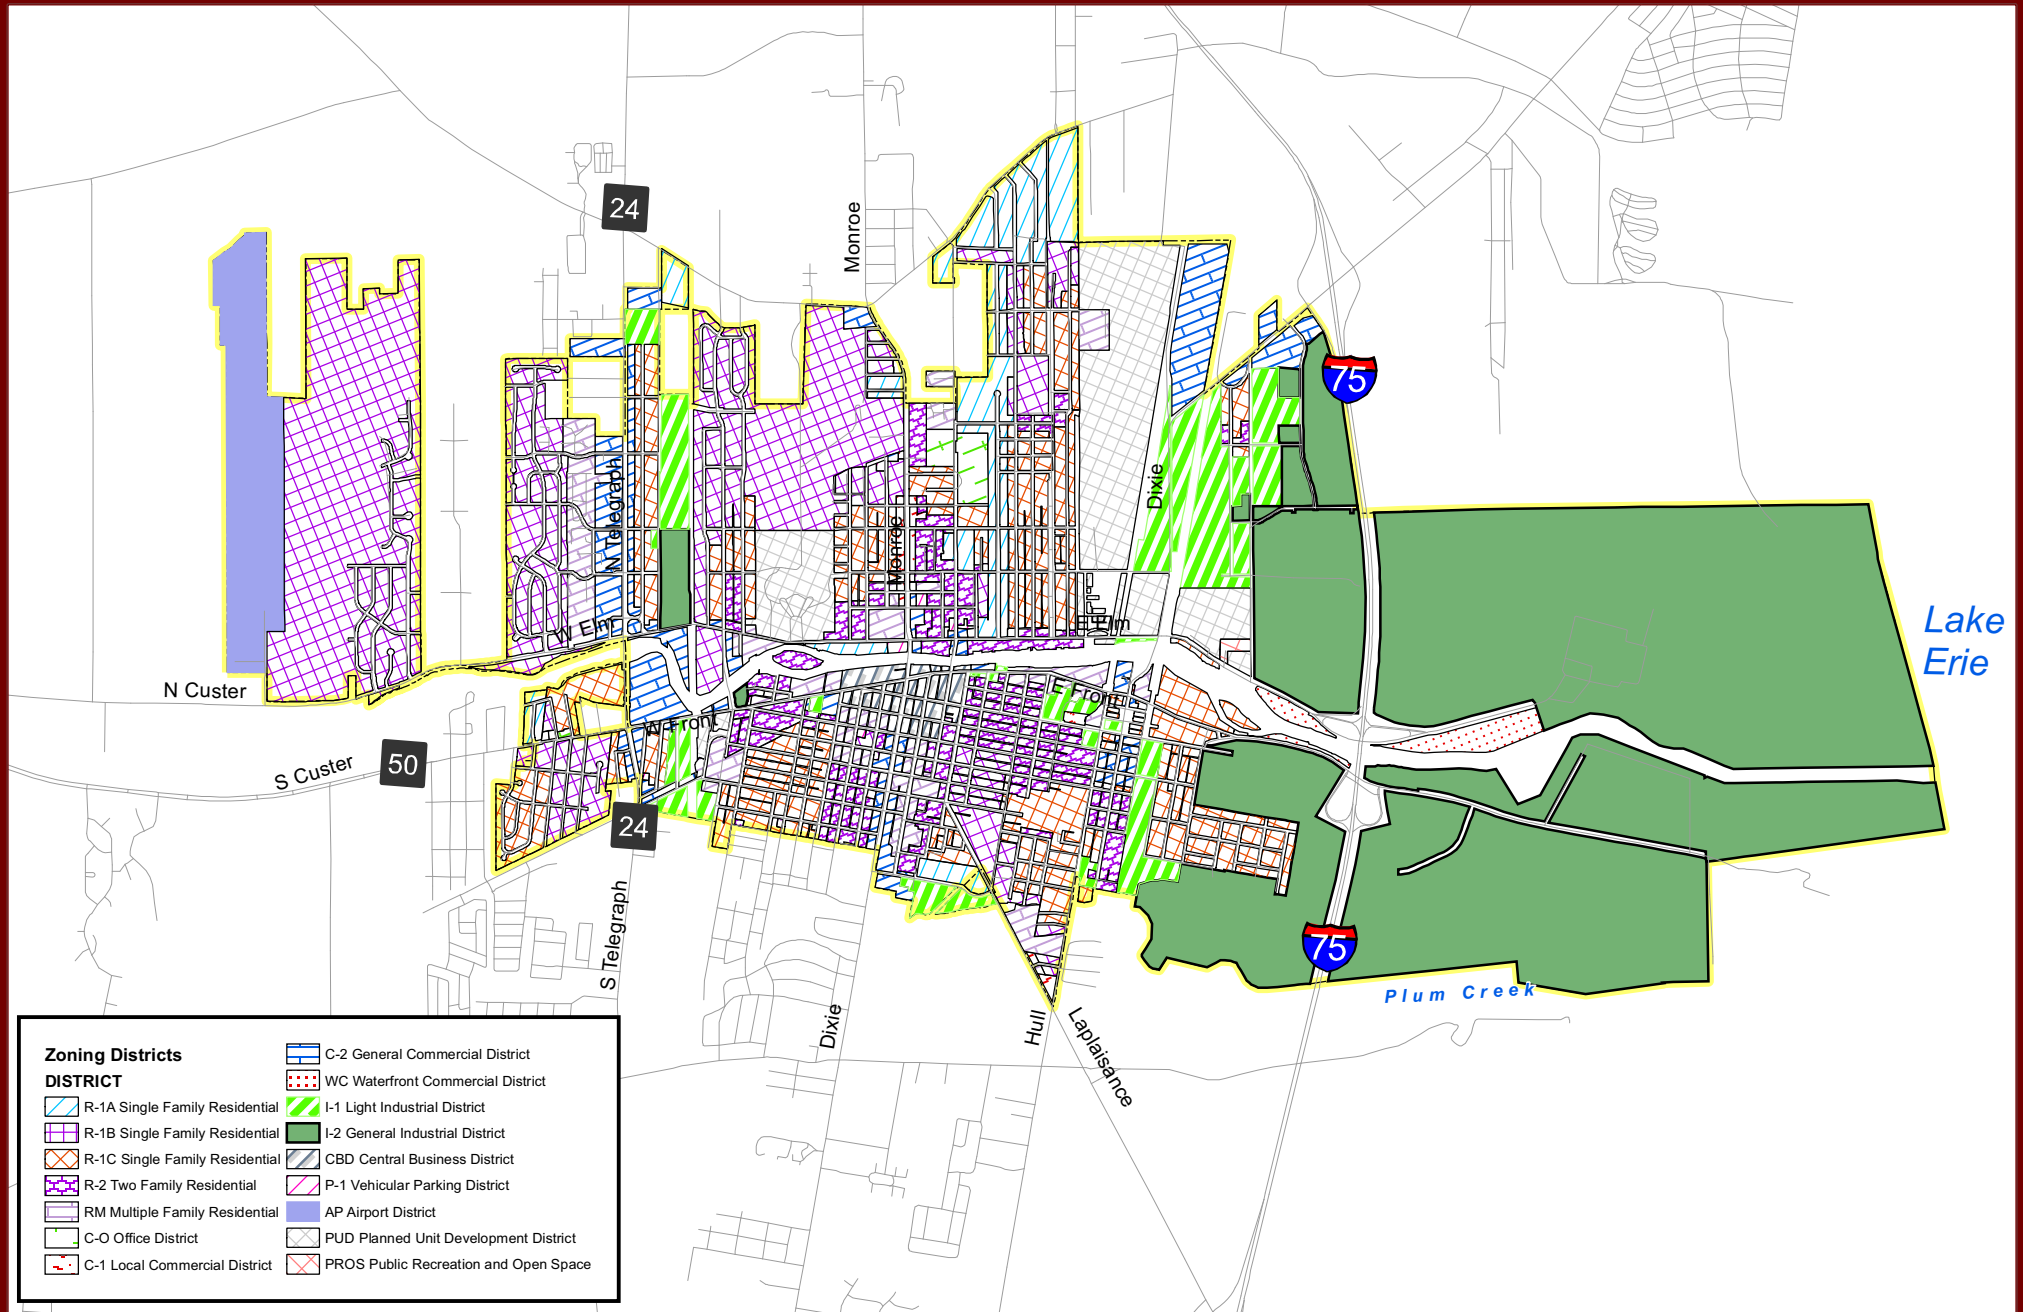 24
Monroe
75
Dixie
N Telegraph
Monroe
W Elm
E Elm
Lake
Erie
N Custer
E Front
W Front
50
S Custer
24
S Telegraph
75
Plum Creek
Dixie
Hull
Laplaisance
Zoning Districts
DISTRICT
R-1A Single Family Residential
R-1B Single Family Residential
R-1C Single Family Residential
R-2 Two Family Residential
RM Multiple Family Residential
C-O Office District
C-1 Local Commercial District
C-2 General Commercial District
WC Waterfront Commercial District
I-1 Light Industrial District
I-2 General Industrial District
CBD Central Business District
P-1 Vehicular Parking District
AP Airport District
PUD Planned Unit Development District
PROS Public Recreation and Open Space